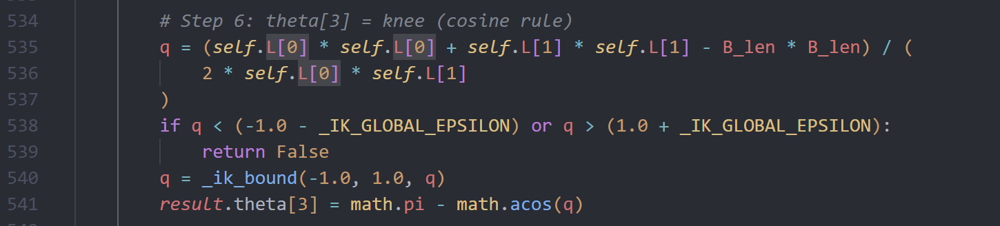 534 # Step 6: theta[3] = knee (cosine rule)
535 q = (self.L[0] * self.L[0] + self.L[1] * self.L[1] - B_len * B_len) / (
536 2 * self.L[0] * self.L[1]
537 )
538 if q < (-1.0 - _IK_GLOBAL_EPSILON) or q > (1.0 + _IK_GLOBAL_EPSILON):
539 return False
540 q = _ik_bound(-1.0, 1.0, q)
541 result.theta[3] = math.pi - math.acos(q)